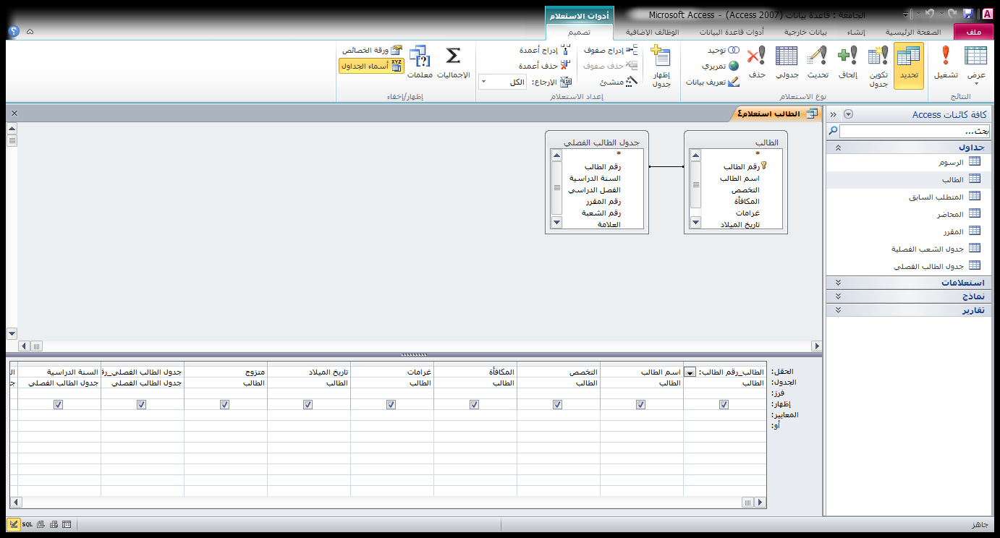 الجامعة : قاعدة بيانات (Access 2007) - Microsoft Access
أدوات الاستعلام
ملف
الصفحة الرئيسية
إنشاء
بيانات خارجية
أدوات قاعدة البيانات
الوظائف الإضافية
تصميم
عرض
تشغيل
النتائج
تحديد
تكوين جدول
إلحاق
تحديث
جدولي
حذف
توحيد
تمريري
تعريف بيانات
نوع الاستعلام
إظهار جدول
إدراج صفوف
حذف صفوف
منشئ
إدراج أعمدة
حذف أعمدة
الإرجاع: الكل
إعداد الاستعلام
الإجماليات
معلمات
ورقة الخصائص
أسماء الجداول
XYZ
إظهار/إخفاء
كافة كائنات Access
بحث...
جداول
الرسوم
الطالب
المتطلب السابق
المحاضر
المقرر
جدول الشعب الفصلية
جدول الطالب الفصلي
استعلامات
نماذج
تقارير
الطالب استعلام٤
الطالب
*
رقم الطالب
اسم الطالب
التخصص
المكافأة
غرامات
تاريخ الميلاد
جدول الطالب الفصلي
*
رقم الطالب
السنة الدراسية
الفصل الدراسي
رقم المقرر
رقم الشعبة
العلامة
الحقل: الطالب_رقم الطالب: اسم الطالب التخصص المكافأة غرامات تاريخ الميلاد متزوج جدول الطالب الفصلي_رق السنة الدراسية ال
الجدول: الطالب الطالب الطالب الطالب الطالب الطالب الطالب جدول الطالب الفصلي جدول الطالب الفصلي ج
فرز:
إظهار:
المعايير:
أو:
جاهز
SQL